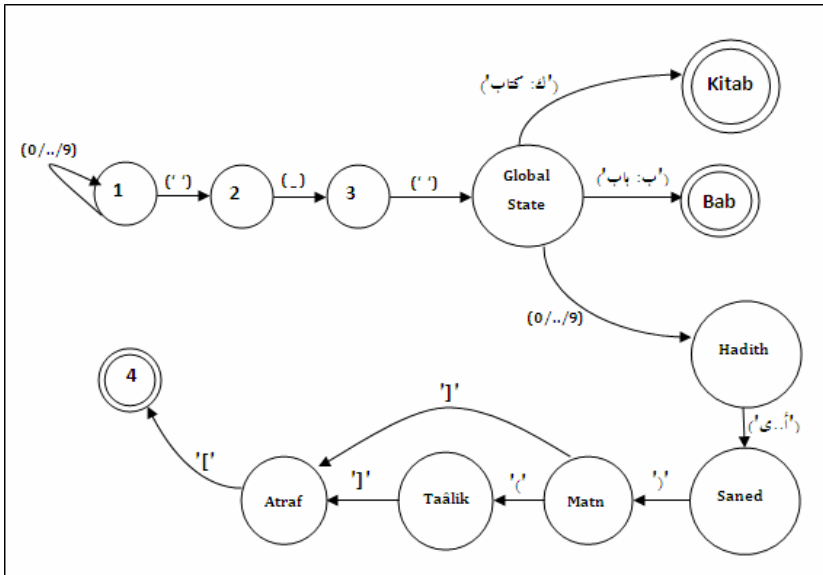 ('ك: كتاب')
Kitab
(0/../9)
1
(‘ ‘)
2
(_)
3
(‘ ‘)
Global
State
('ب: باب')
Bab
(0/../9)
Hadith
('أ..ى')
4
'['
Atraf
']'
']'
Taâlik
'('
Matn
')'
Saned